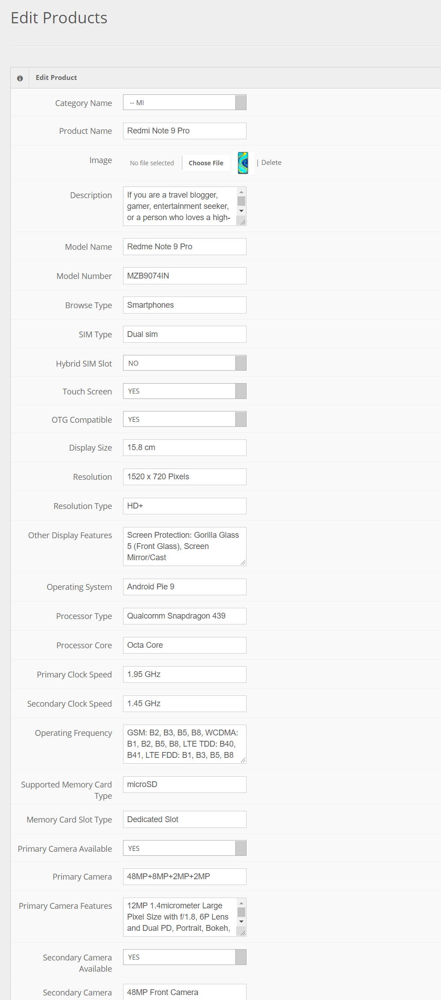 Edit Products
Edit Product
Category Name -- MI
Product Name Redmi Note 9 Pro
Image No file selected Choose File | Delete
Description If you are a travel blogger,
gamer, entertainment seeker,
or a person who loves a high-
Model Name Redme Note 9 Pro
Model Number MZB9074IN
Browse Type Smartphones
SIM Type Dual sim
Hybrid SIM Slot NO
Touch Screen YES
OTG Compatible YES
Display Size 15.8 cm
Resolution 1520 x 720 Pixels
Resolution Type HD+
Other Display Features Screen Protection: Gorilla Glass
5 (Front Glass), Screen
Mirror/Cast
Operating System Android Pie 9
Processor Type Qualcomm Snapdragon 439
Processor Core Octa Core
Primary Clock Speed 1.95 GHz
Secondary Clock Speed 1.45 GHz
Operating Frequency GSM: B2, B3, B5, B8, WCDMA:
B1, B2, B5, B8, LTE TDD: B40,
B41, LTE FDD: B1, B3, B5, B8
Supported Memory Card microSD
Type
Memory Card Slot Type Dedicated Slot
Primary Camera Available YES
Primary Camera 48MP+8MP+2MP+2MP
Primary Camera Features 12MP 1.4micrometer Large
Pixel Size with f/1.8, 6P Lens
and Dual PD, Portrait, Bokeh,
Secondary Camera YES
Available
Secondary Camera 48MP Front Camera